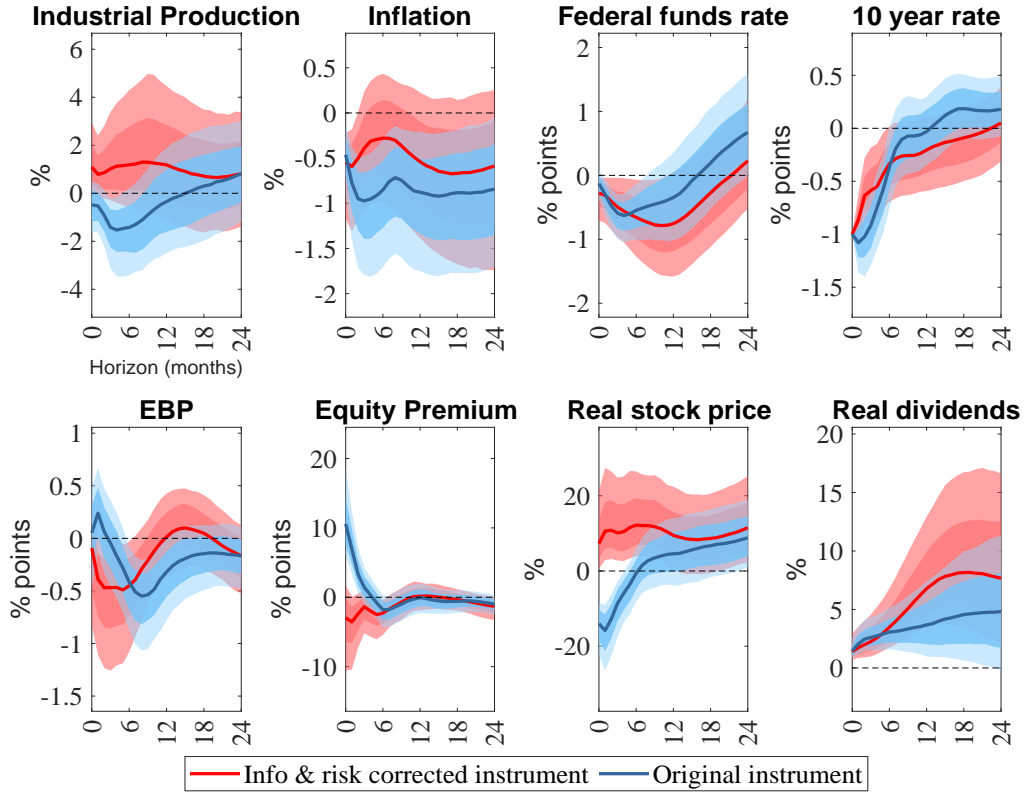 Industrial Production
Inflation
Federal funds rate
10 year rate
6
4
2
0
-2
-4
%
0.5
0
-0.5
-1
-1.5
-2
%
2
1
0
-1
-2
% points
0.5
0
-0.5
-1
-1.5
% points
0 6 12 18 24
0 6 12 18 24
0 6 12 18 24
0 6 12 18 24
Horizon (months)
EBP
Equity Premium
Real stock price
Real dividends
1
0.5
0
-0.5
-1
-1.5
% points
20
10
0
-10
% points
20
0
-20
%
20
15
10
5
0
%
0 6 12 18 24
0 6 12 18 24
0 6 12 18 24
0 6 12 18 24
Info & risk corrected instrument
Original instrument